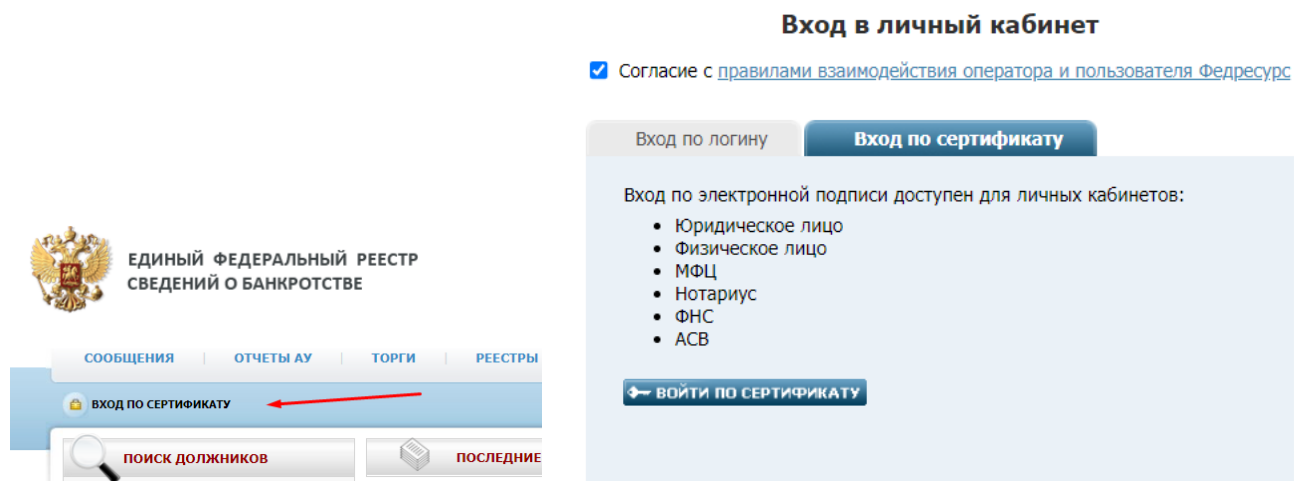 ЕДИНЫЙ ФЕДЕРАЛЬНЫЙ РЕЕСТР
СВЕДЕНИЙ О БАНКРОТСТВЕ
СООБЩЕНИЯ ОТЧЕТЫ АУ ТОРГИ РЕЕСТРЫ
ВХОД ПО СЕРТИФИКАТУ
ПОИСК ДОЛЖНИКОВ ПОСЛЕДНИЕ
Вход в личный кабинет
Согласие с правилами взаимодействия оператора и пользователя Федресурс
Вход по логину Вход по сертификату
Вход по электронной подписи доступен для личных кабинетов:
• Юридическое лицо
• Физическое лицо
• МФЦ
• Нотариус
• ФНС
• АСВ
ВОЙТИ ПО СЕРТИФИКАТУ